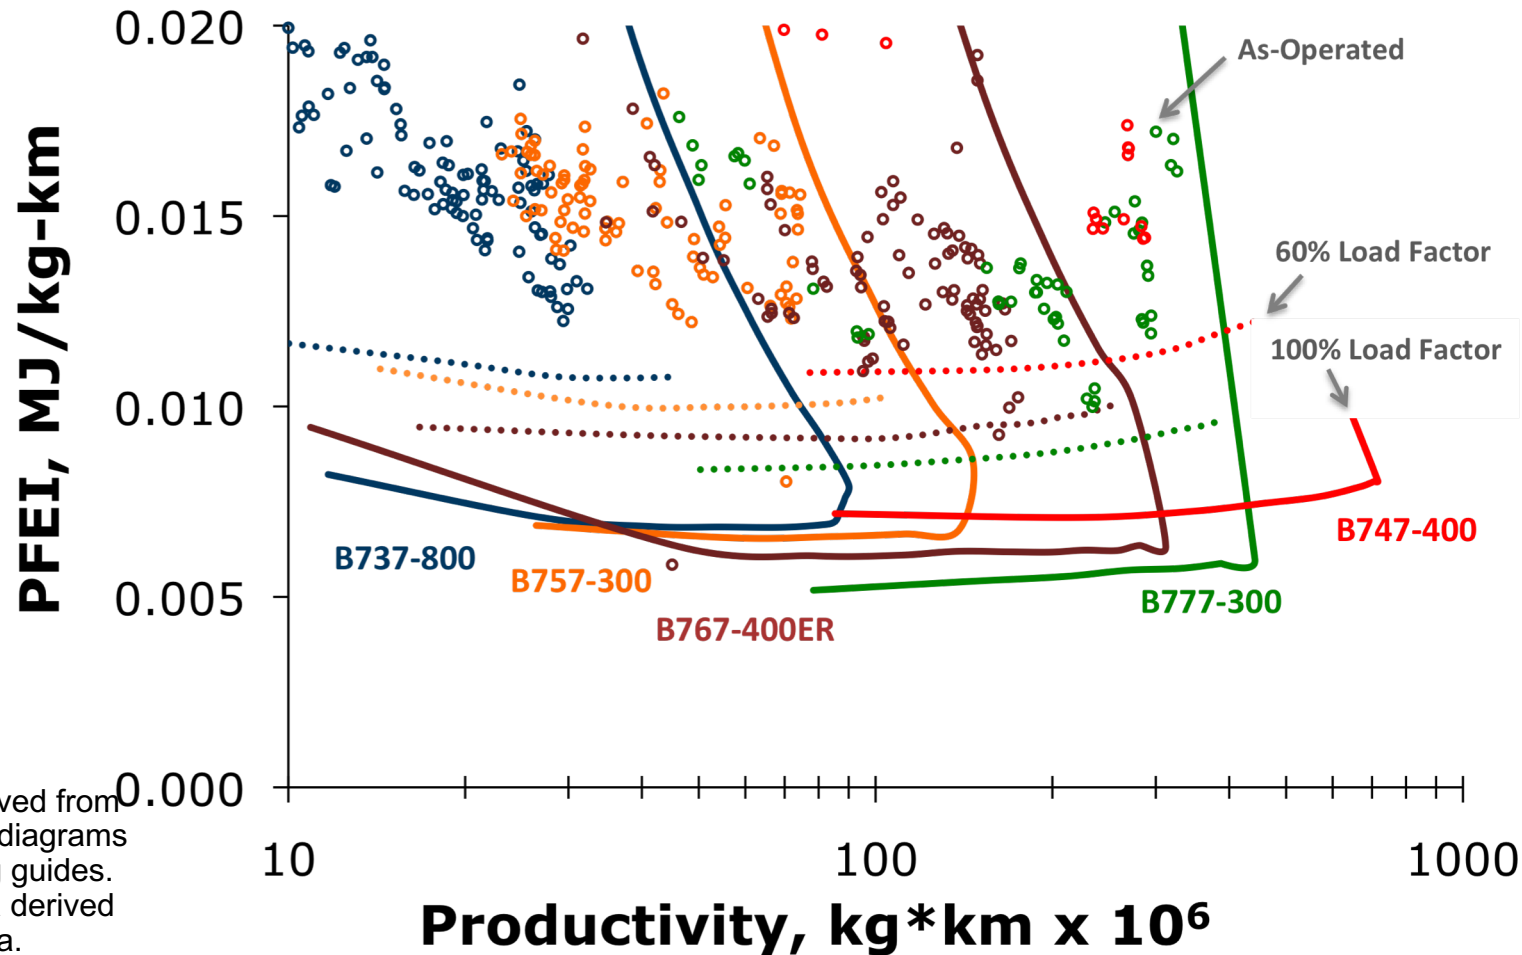 0.020
As-Operated
0.015
60% Load Factor
100% Load Factor
0.010
PFEI, MJ/kg-km
B747-400
B737-800
B757-300
B777-300
0.005
B767-400ER
0.000
from
diagrams
guides.
derived
10
100
1000
Productivity, kg*km x 10⁶